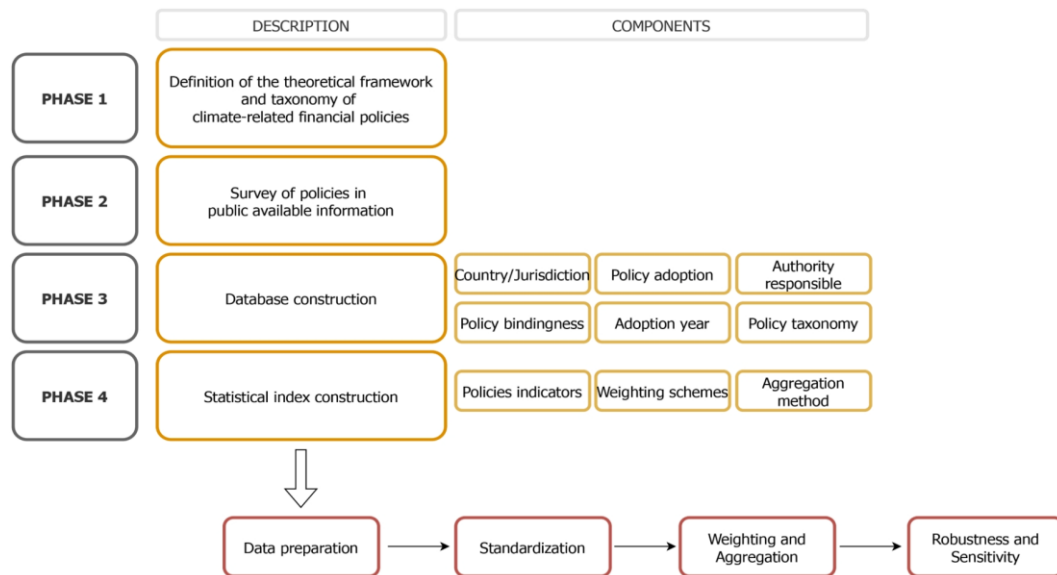 DESCRIPTION
COMPONENTS
PHASE 1
Definition of the theoretical framework
and taxonomy of
climate-related financial policies
PHASE 2
Survey of policies in
public available information
PHASE 3
Database construction
Country/Jurisdiction
Policy adoption
Authority
responsible
Policy bindingness
Adoption year
Policy taxonomy
PHASE 4
Statistical index construction
Policies indicators
Weighting schemes
Aggregation
method
Data preparation
Standardization
Weighting and
Aggregation
Robustness and
Sensitivity